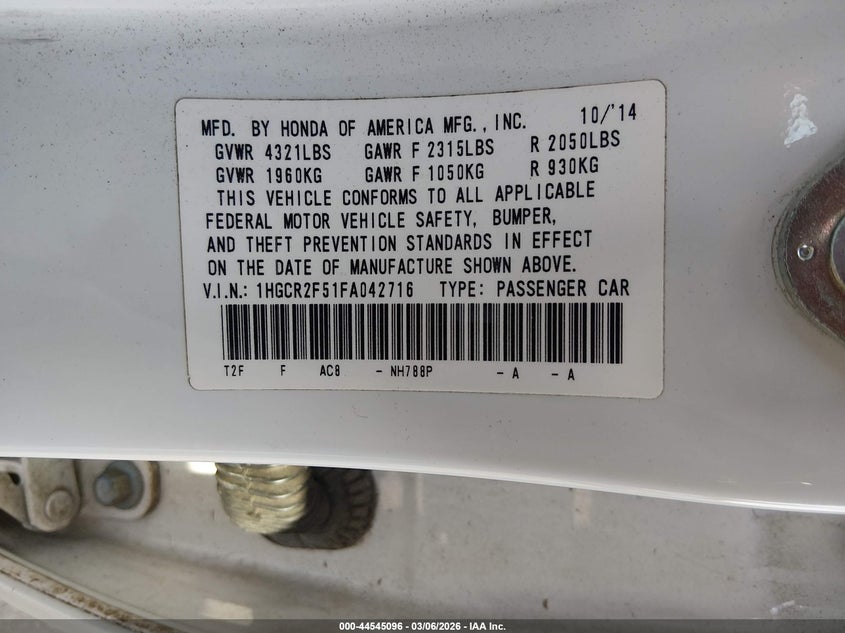 MFD. BY HONDA OF AMERICA MFG., INC. 10/'14
GVWR 4321LBS GAWR F 2315LBS R 2050LBS
GVWR 1960KG GAWR F 1050KG R 930KG
THIS VEHICLE CONFORMS TO ALL APPLICABLE
FEDERAL MOTOR VEHICLE SAFETY, BUMPER,
AND THEFT PREVENTION STANDARDS IN EFFECT
ON THE DATE OF MANUFACTURE SHOWN ABOVE.
V.I.N.: 1HGCR2F51FA042716 TYPE: PASSENGER CAR
T2F F AC8 - NH788P - A - A
000-44545096 - 03/06/2026 - IAA Inc.